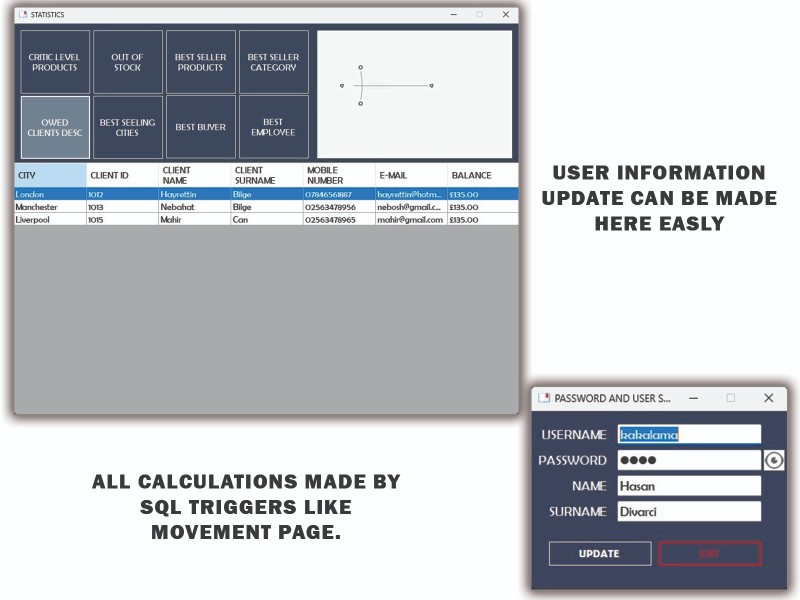 STATISTICS
CRITIC LEVEL
PRODUCTS
OUT OF
STOCK
BEST SELLER
PRODUCTS
BEST SELLER
CATEGORY
OWED
CLIENTS DESC
BEST SEELING
CITIES
BEST BUYER
BEST
EMPLOYEE
CITY CLIENT ID CLIENT NAME CLIENT SURNAME MOBILE NUMBER E-MAIL BALANCE
London 1012 Hayrettin Bilge 07846561887 hayrettin@hotm... £135.00
Manchester 1013 Nebahat Bilge 02563478956 nebosh@gmail.c... £135.00
Liverpool 1015 Mahir Can 02563478965 mahir@gmail.com £135.00
USER INFORMATION
UPDATE CAN BE MADE
HERE EASLY
ALL CALCULATIONS MADE BY
SQL TRIGGERS LIKE
MOVEMENT PAGE.
PASSWORD AND USER S...
USERNAME kakalama
PASSWORD
NAME Hasan
SURNAME Divarci
UPDATE EXIT